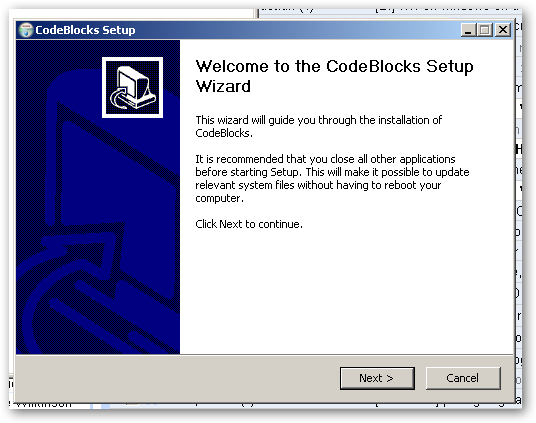 CodeBlocks Setup
Welcome to the CodeBlocks Setup
Wizard
This wizard will guide you through the installation of
CodeBlocks.
It is recommended that you close all other applications
before starting Setup. This will make it possible to update
relevant system files without having to reboot your
computer.
Click Next to continue.
Next >
Cancel